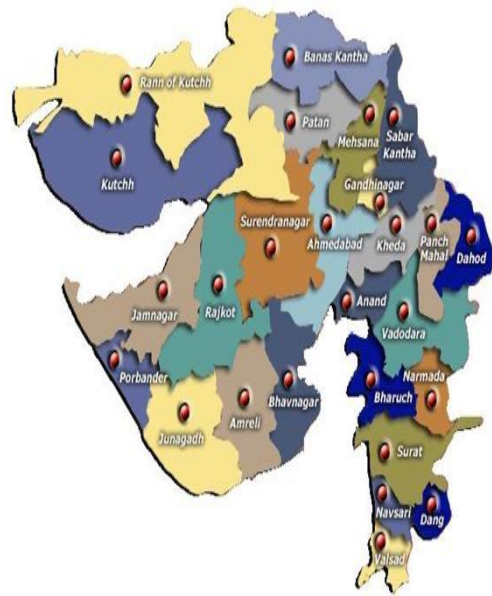 Banas Kantha
Rann of Kutchh
Patan
Mehsana
Sabar
Kantha
Kutchh
Gandhinagar
Surendranagar
Ahmedabad
Kheda
Panch
Mahal
Dahod
Rajkot
Anand
Jamnagar
Vadodara
Porbander
Narmada
Bhavnagar
Bharuch
Amreli
Junagadh
Surat
Navsari
Dang
Valsad